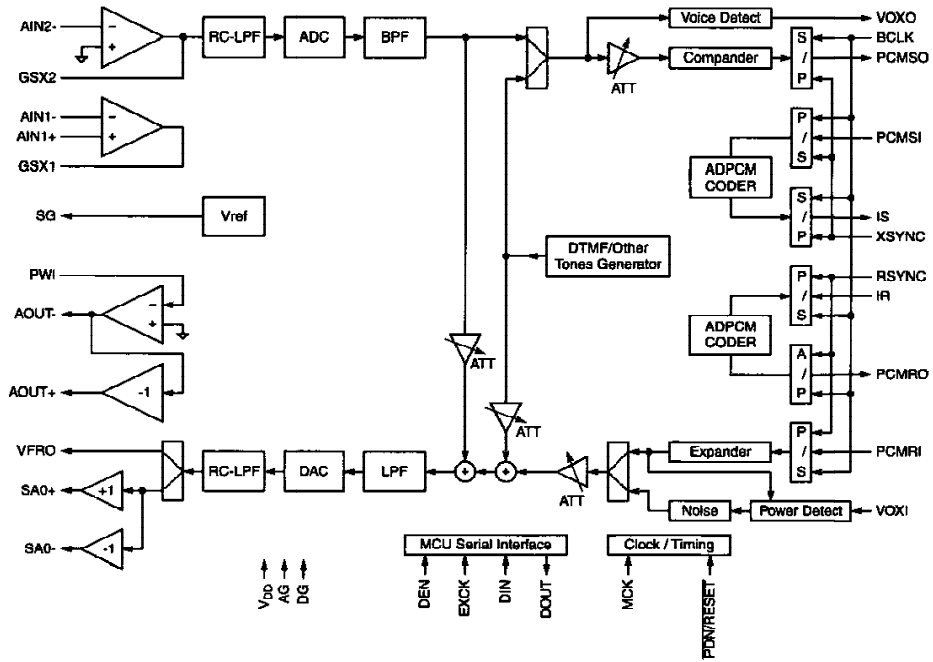 AIN2-
−
+
GSX2
RC-LPF
ADC
BPF
ATT
Voice Detect
VOXO
BCLK
Compander
S
/
P
PCMSO
AIN1-
−
AIN1+
+
GSX1
P
/
S
PCMSI
ADPCM
CODER
SG
Vref
S
/
P
IS
XSYNC
DTMF/Other
Tones Generator
PWI
−
+
AOUT-
AOUT+
-1
RSYNC
P
/
S
IR
ADPCM
CODER
A
/
P
PCMRO
ATT
ATT
VFRO
RC-LPF
DAC
LPF
+
+
ATT
Expander
P
/
S
PCMRI
SA0+
+1
SA0-
-1
Noise
Power Detect
VOXI
MCU Serial Interface
Clock / Timing
VDD
AG
DG
DEN
EXCK
DIN
DOUT
MCK
PDN/RESET